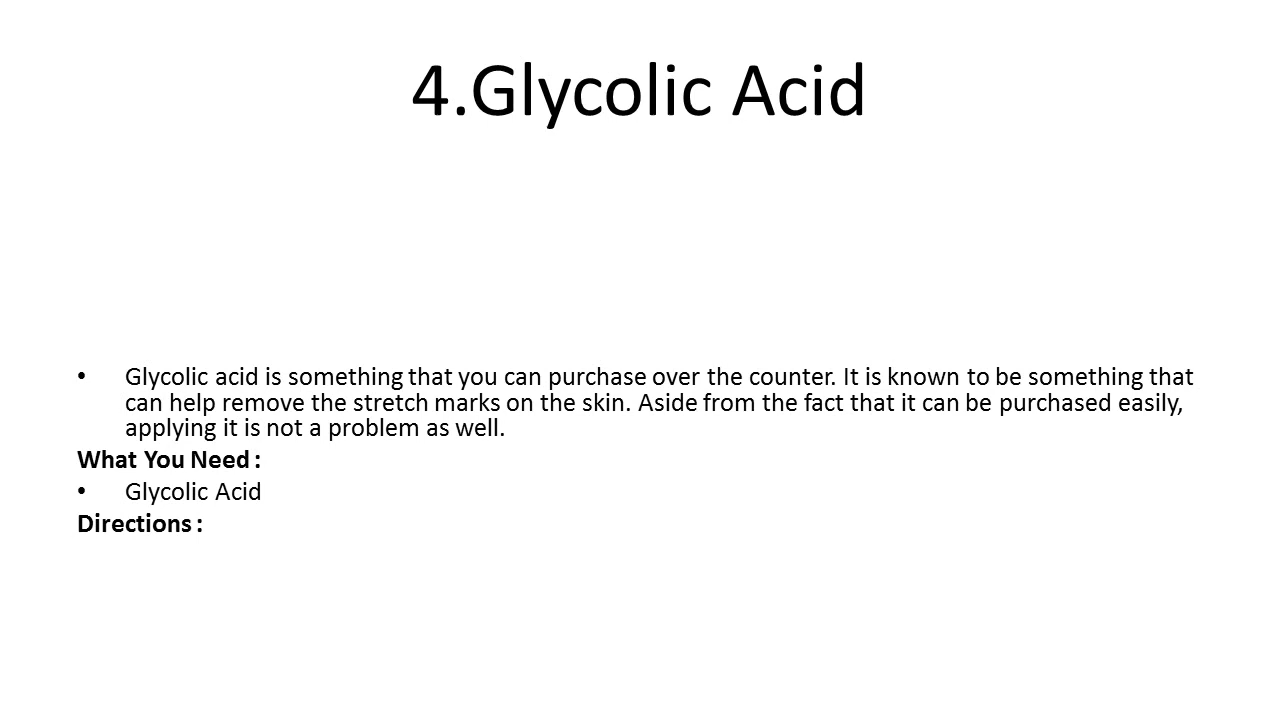 4.Glycolic Acid
• Glycolic acid is something that you can purchase over the counter. It is known to be something that
can help remove the stretch marks on the skin. Aside from the fact that it can be purchased easily,
applying it is not a problem as well.
What You Need :
• Glycolic Acid
Directions :